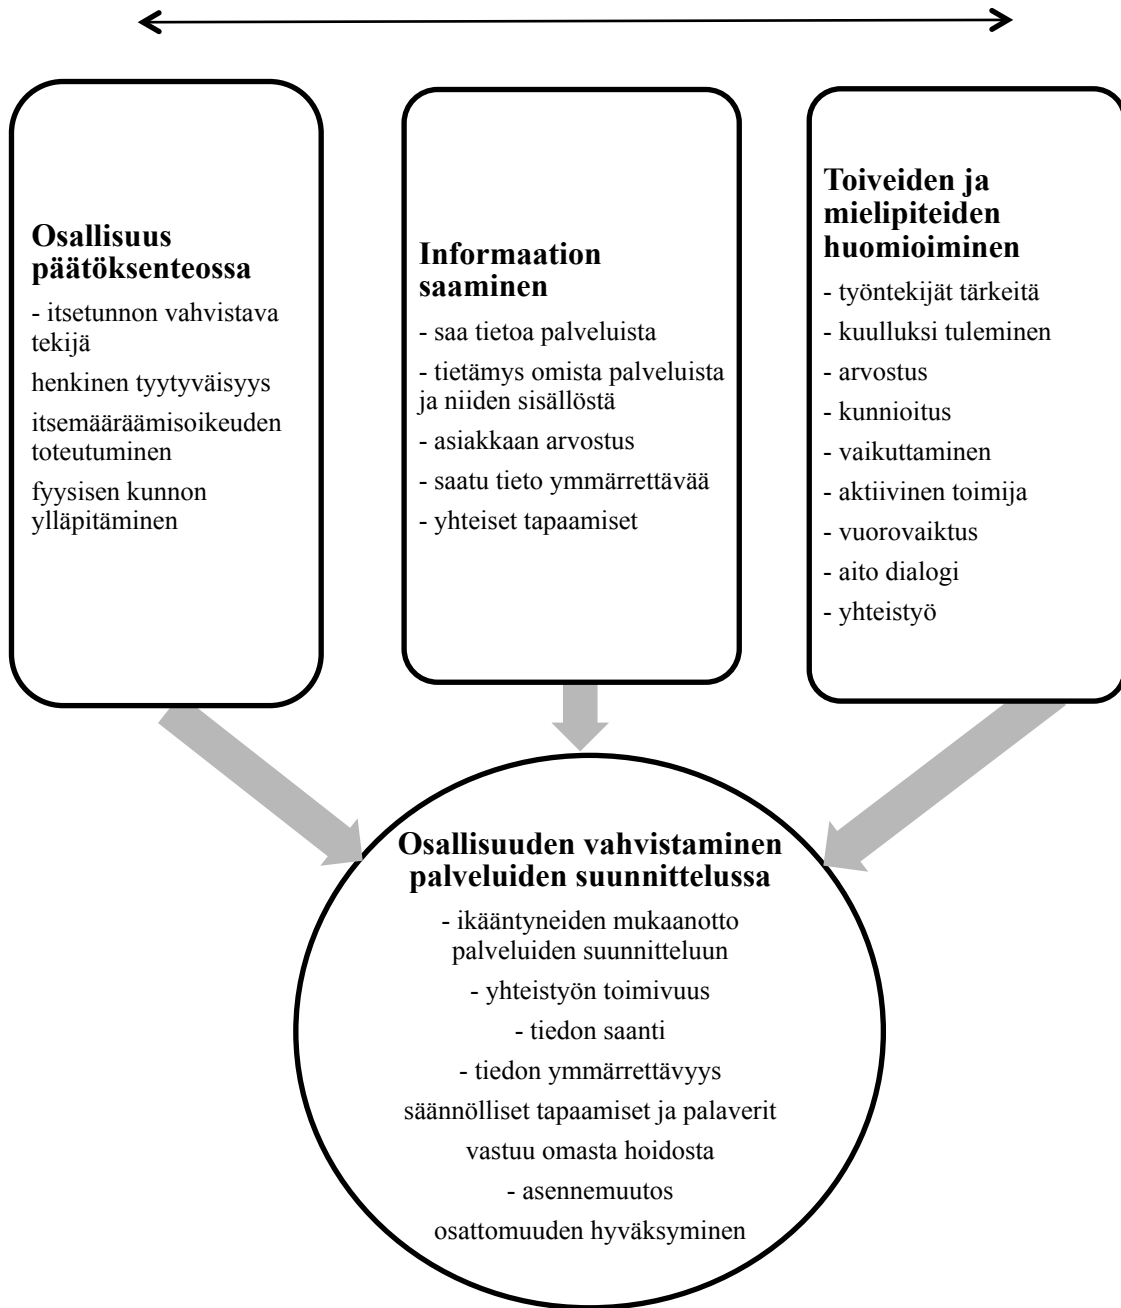 Osallisuus
päätöksenteossa
- itsetunnon vahvistava
tekijä
henkinen tyytyväisyys
itsemääräämisoikeuden
toteutuminen
fyysisen kunnon
ylläpitäminen
Informaation
saaminen
- saa tietoa palveluista
- tietämys omista palveluista
ja niiden sisällöstä
- asiakkaan arvostus
- saatu tieto ymmärrettävää
- yhteiset tapaamiset
Toiveiden ja
mielipiteiden
huomioiminen
- työntekijät tärkeitä
- kuulluksi tuleminen
- arvostus
- kunnioitus
- vaikuttaminen
- aktiivinen toimija
- vuorovaiktus
- aito dialogi
- yhteistyö
Osallisuuden vahvistaminen
palveluiden suunnittelussa
- ikääntyneiden mukaanotto
palveluiden suunnitteluun
- yhteistyön toimivuus
- tiedon saanti
- tiedon ymmärrettävyys
säännölliset tapaamiset ja palaverit
vastuu omasta hoidosta
- asennemuutos
osattomuuden hyväksyminen